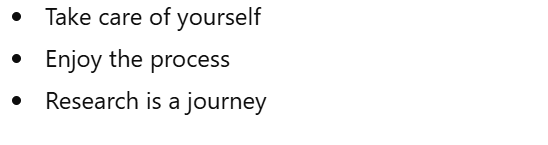 • Take care of yourself
• Enjoy the process
• Research is a journey